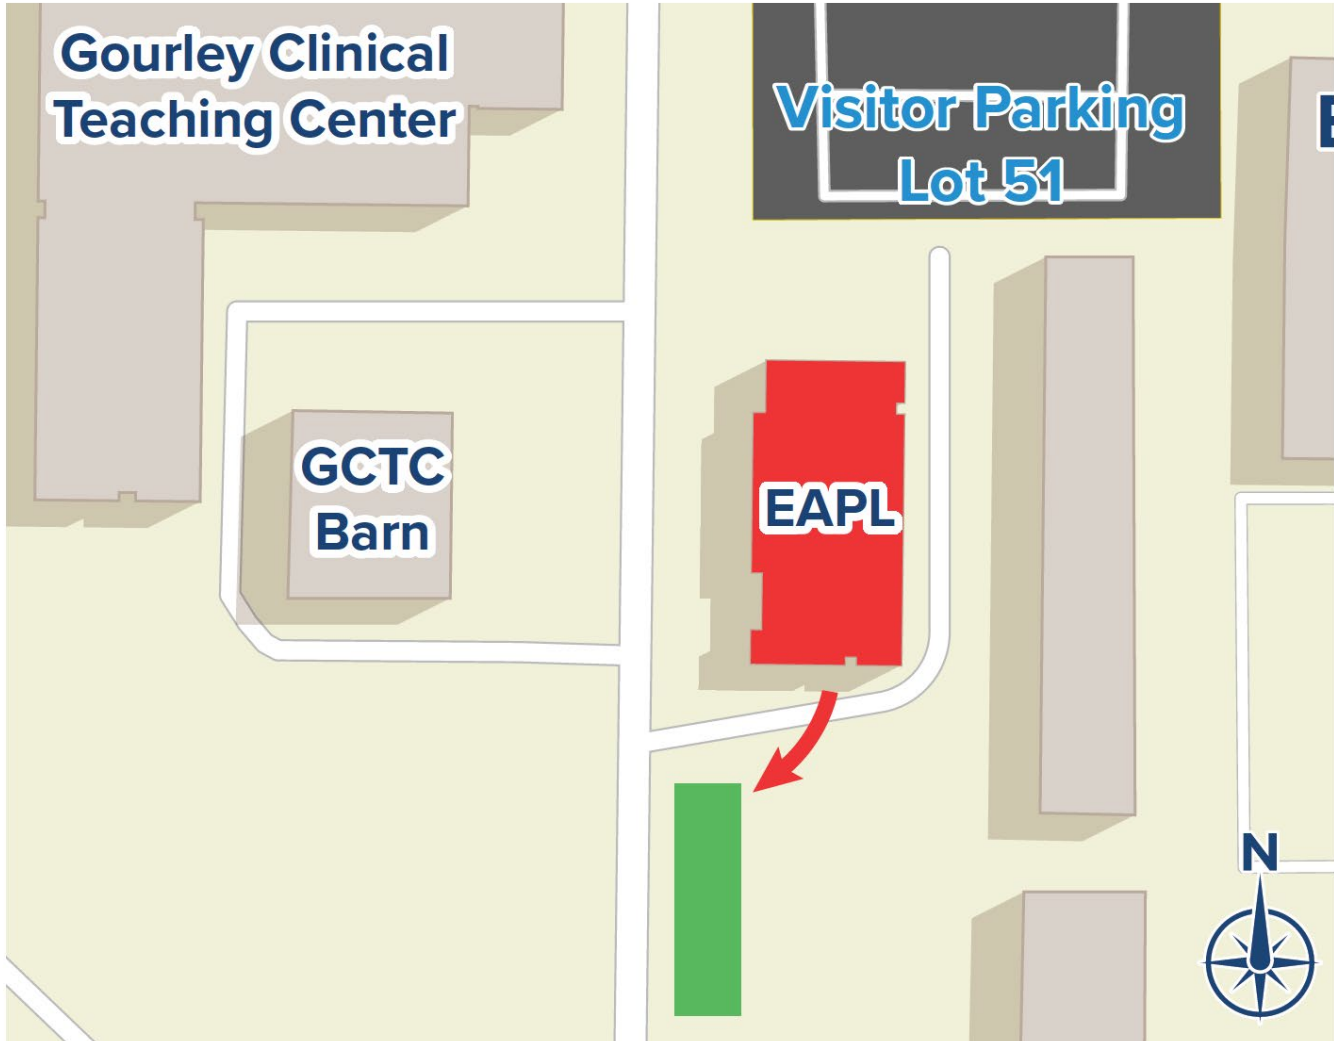 Gourley Clinical
Teaching Center
Visitor Parking
Lot 51
GCTC
Barn
EAPL
N